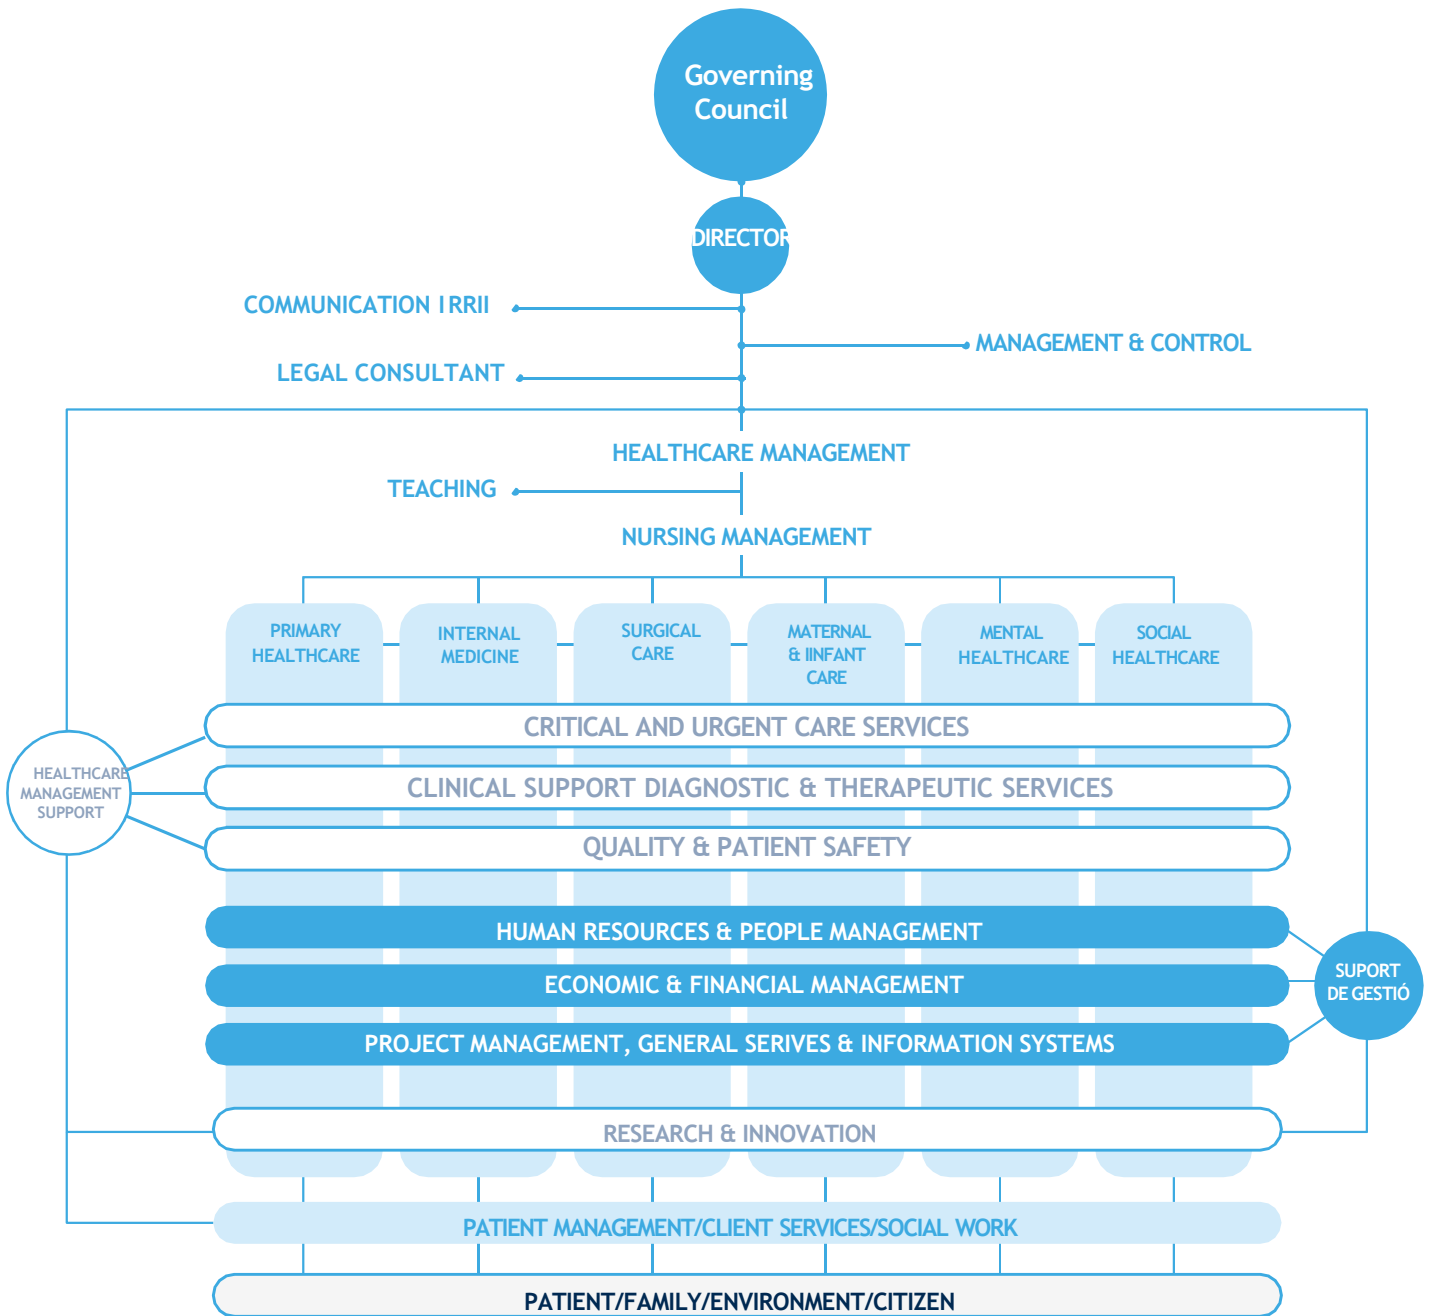 Governing
Council
DIRECTOR
COMMUNICATION I RRII
MANAGEMENT & CONTROL
LEGAL CONSULTANT
HEALTHCARE MANAGEMENT
TEACHING
NURSING MANAGEMENT
PRIMARY
HEALTHCARE
INTERNAL
MEDICINE
SURGICAL
CARE
MATERNAL
& IINFANT
CARE
MENTAL
HEALTHCARE
SOCIAL
HEALTHCARE
CRITICAL AND URGENT CARE SERVICES
HEALTHCARE
MANAGEMENT
SUPPORT
CLINICAL SUPPORT DIAGNOSTIC & THERAPEUTIC SERVICES
QUALITY & PATIENT SAFETY
HUMAN RESOURCES & PEOPLE MANAGEMENT
ECONOMIC & FINANCIAL MANAGEMENT
SUPORT
DE GESTIÓ
PROJECT MANAGEMENT, GENERAL SERIVES & INFORMATION SYSTEMS
RESEARCH & INNOVATION
PATIENT MANAGEMENT/CLIENT SERVICES/SOCIAL WORK
PATIENT/FAMILY/ENVIRONMENT/CITIZEN